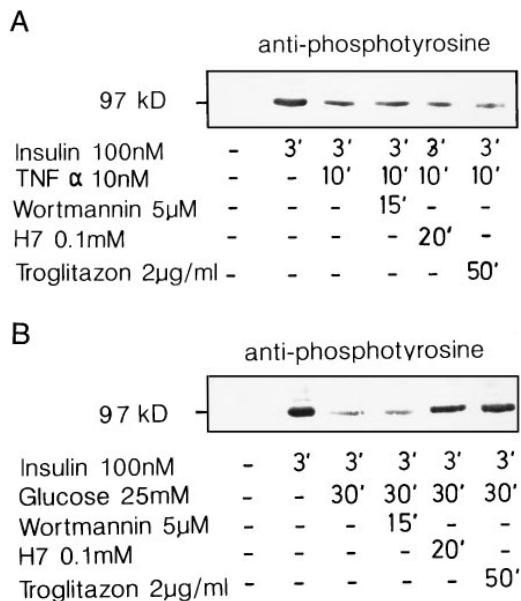 A
anti-phosphotyrosine
97 kD
Insulin 100nM - 3' 3' 3' 3' 3'
TNF α 10nM - - 10' 10' 10' 10'
Wortmannin 5µM - - - 15' - -
H7 0.1mM - - - - 20' -
Troglitazon 2µg/ml - - - - - 50'
B
anti-phosphotyrosine
97 kD
Insulin 100nM - 3' 3' 3' 3' 3'
Glucose 25mM - - 30' 30' 30' 30'
Wortmannin 5µM - - - 15' - -
H7 0.1mM - - - - 20' -
Troglitazon 2µg/ml - - - - - 50'